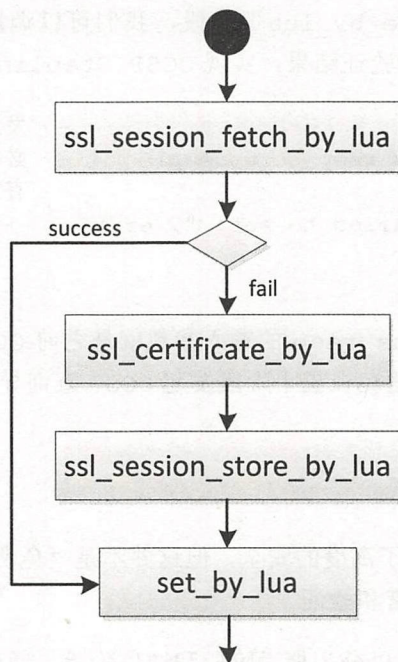 ssl_session_fetch_by_lua
success
fail
ssl_certificate_by_lua
ssl_session_store_by_lua
set_by_lua